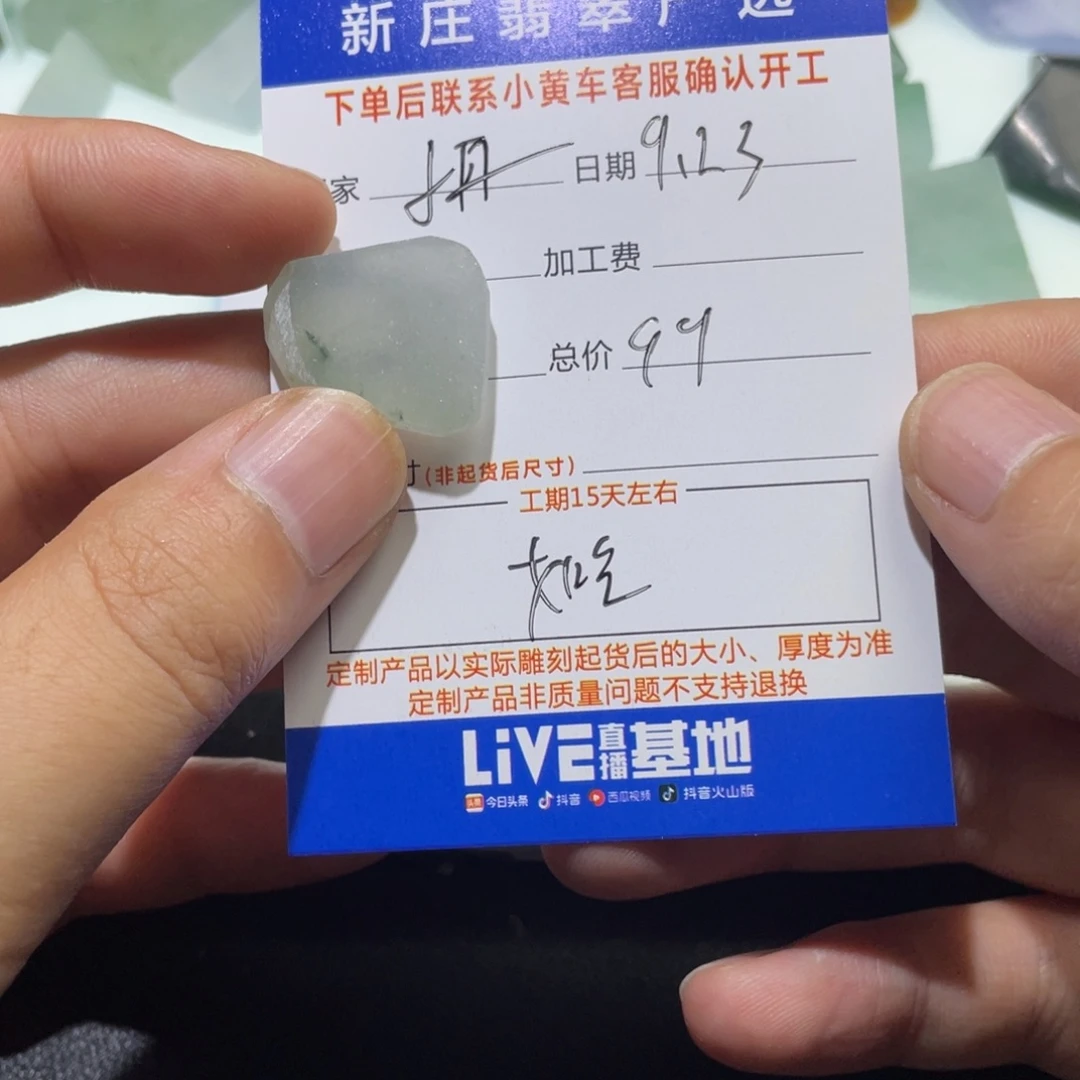 新庄翡翠严选
下单后联系小黄车客服确认开工
家 日期 9.23
加工费
总价 99
寸(非起货后尺寸)
工期15天左右
定制产品以实际雕刻起货后的大小、厚度为准
定制产品非质量问题不支持退换
LiVE直播基地
头条 今日头条 抖音 西瓜视频 抖音火山版